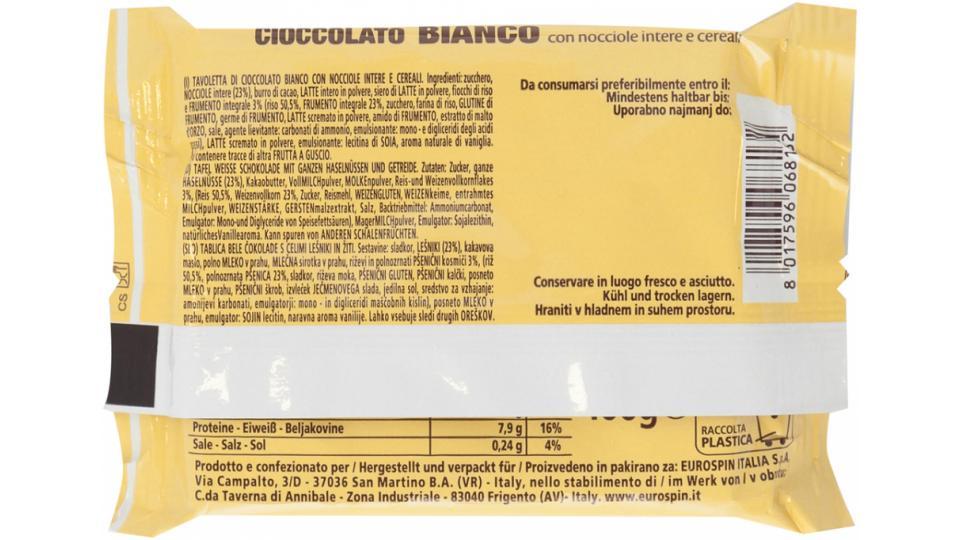 CIOCCOLATO BIANCO con nocciole intere e cereali
(I) TAVOLETTA DI CIOCCOLATO BIANCO CON NOCCIOLE INTERE E CEREALI. Ingredienti: zucchero,
NOCCIOLE intere (23%), burro di cacao, LATTE intero in polvere, siero di LATTE in polvere, fiocchi di riso
e FRUMENTO integrale 3% (riso 50,5%, FRUMENTO integrale 23%, zucchero, farina di riso, GLUTINE di
FRUMENTO, germe di FRUMENTO, LATTE scremato in polvere, amido di FRUMENTO, estratto di malto
ORZO, sale, agente lievitante: carbonati di ammonio, emulsionante: mono - e digliceridi degli acidi
LATTE scremato in polvere, emulsionante: lecitina di SOIA, aroma naturale di vaniglia.
contenere tracce di altra FRUTTA A GUSCIO.
TAFEL WEISSE SCHOKOLADE MIT GANZEN HASELNÜSSEN UND GETREIDE. Zutaten: Zucker, ganze
HASELNÜSSE (23%), Kakaobutter, VollMILCHpulver, MOLKEnpulver, Reis-und Weizenvollkornflakes
3%, (Reis 50,5%, Weizenvollkorn 23%, Zucker, Reismehl, WEIZENGLUTEN, WEIZENkeime, entrahmtes
MILCHpulver, WEIZENSTÄRKE, GERSTENmalzextrakt, Salz, Backtriebmittel: Ammoniumcarbonat,
Emulgator: Mono-und Diglyceride von Speisefettsäuren), MagerMILCHpulver, Emulgator: Sojalezithin,
natürlichesVanillearoma. Kann spuren von ANDEREN SCHALENFRÜCHTEN.
(SLO) TABLICA BELE ČOKOLADE S CELIMI LEŠNIKI IN ŽITI. Sestavine: sladkor, LEŠNIKI (23%), kakavova
maslo, polno MLEKO v prahu, MLEČNA sirotka v prahu, riževi in polnozrnati PŠENIČNI kosmiči 3%, (riž
50,5%, polnozrnata PŠENICA 23%, sladkor, riževa moka, PŠENIČNI GLUTEN, PŠENIČNI kalčki, posneto
MLEKO v prahu, PŠENIČNI škrob, izvleček JEČMENOVEGA slada, jedilna sol, sredstvo za vzhajanje:
amonijevi karbonati, emulgatorji: mono - in digliceridi maščobnih kislin), posneto MLEKO v
prahu, emulgator: SOJIN lecitin, naravna aroma vanilije. Lahko vsebuje sledi drugih OREŠKOV.
Da consumarsi preferibilmente entro il:
Mindestens haltbar bis:
Uporabno najmanj do:
8 017596 068132
Conservare in luogo fresco e asciutto.
Kühl und trocken lagern.
Hraniti v hladnem in suhem prostoru.
CS
Proteine - Eiweiß - Beljakovine 7,9 g 16%
Sale - Salz - Sol 0,24 g 4%
RACCOLTA
PLASTICA
Prodotto e confezionato per / Hergestellt und verpackt für / Proizvedeno in pakirano za: EUROSPIN ITALIA S.p.A.
Via Campalto, 3/D - 37036 San Martino B.A. (VR) - Italy, nello stabilimento di / im Werk von / v obratu:
C.da Taverna di Annibale - Zona Industriale - 83040 Frigento (AV)- Italy. www.eurospin.it